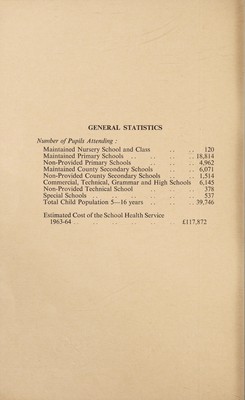 GENERAL STATISTICS
Number of Pupils Attending :
Maintained Nursery School and Class .. .. 120
Maintained Primary Schools .. .. .. .. 18,814
Non-Provided Primary Schools .. .. .. 4,962
Maintained County Secondary Schools .. .. 6,071
Non-Provided County Secondary Schools .. .. 1,514
Commercial, Technical, Grammar and High Schools 6,145
Non-Provided Technical School .. .. .. 378
Special Schools .. .. .. .. .. 537
Total Child Population 5—16 years .. .. .. 39,746
Estimated Cost of the School Health Service
1963-64 .. .. .. .. .. .. £117,872